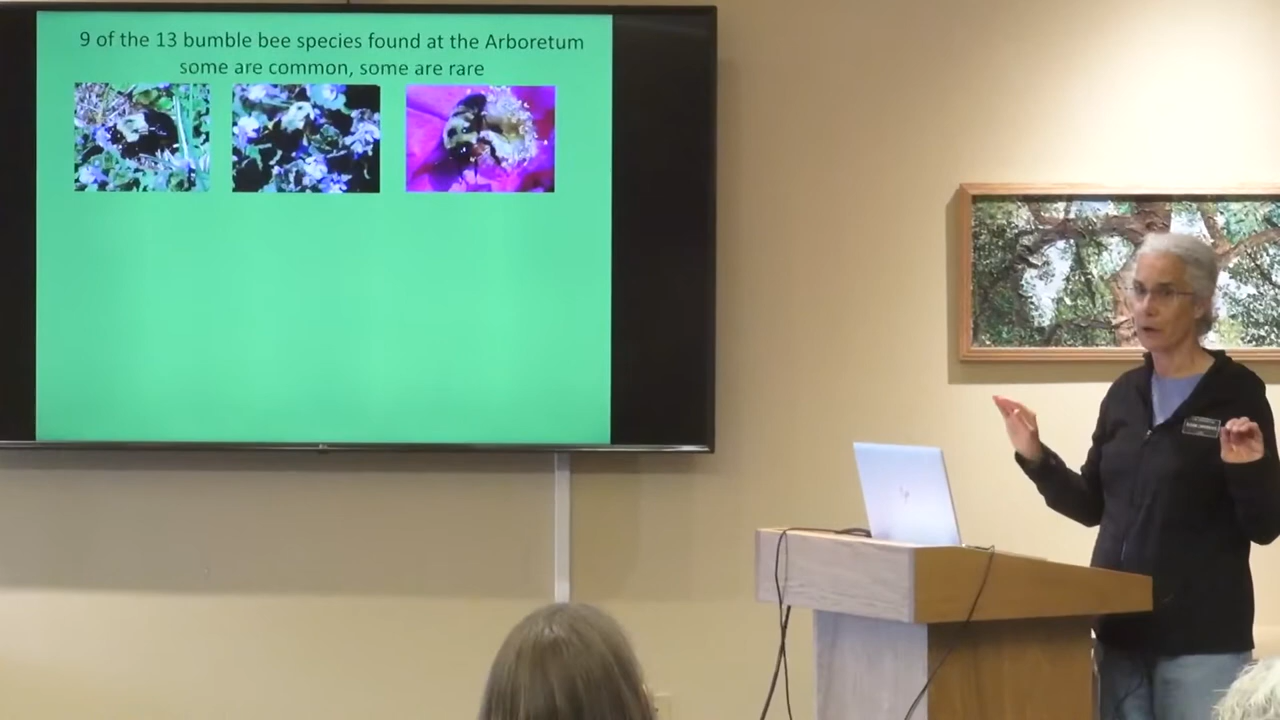 9 of the 13 bumble bee species found at the Arboretum
some are common, some are rare